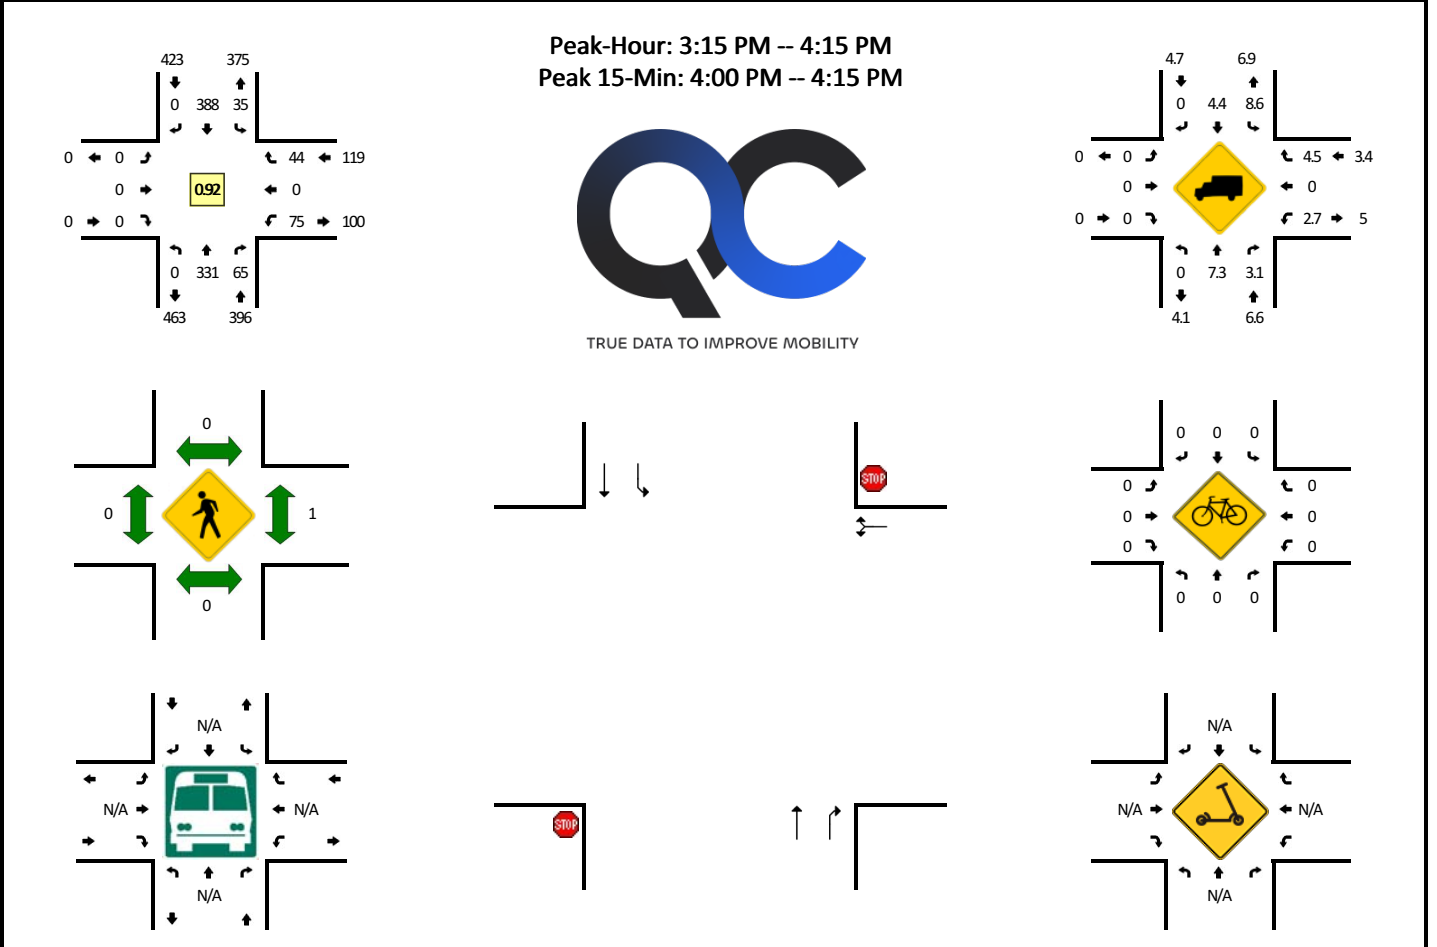 Peak-Hour: 3:15 PM -- 4:15 PM
Peak 15-Min: 4:00 PM -- 4:15 PM
423 375
0 388 35
0 0 44 119
0 0.92 0
0 0 75 100
0 331 65
463 396
QC
TRUE DATA TO IMPROVE MOBILITY
4.7 6.9
0 4.4 8.6
0 0 4.5 3.4
0 0
0 0 2.7 5
0 7.3 3.1
4.1 6.6
0
0 1
0
STOP
STOP
0 0 0
0 0
0 0
0 0
0 0 0
N/A
N/A N/A
N/A
N/A
N/A N/A
N/A